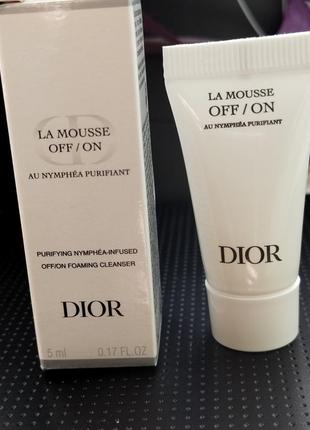 LA MOUSSE
OFF / ON
AU NYMPHÉA PURIFIANT
PURIFYING NYMPHÉA-INFUSED
OFF/ON FOAMING CLEANSER
DIOR
5 ml 0.17 FL.OZ
LA MOUSSE
OFF / ON
AU NYMPHÉA PURIFIANT
DIOR